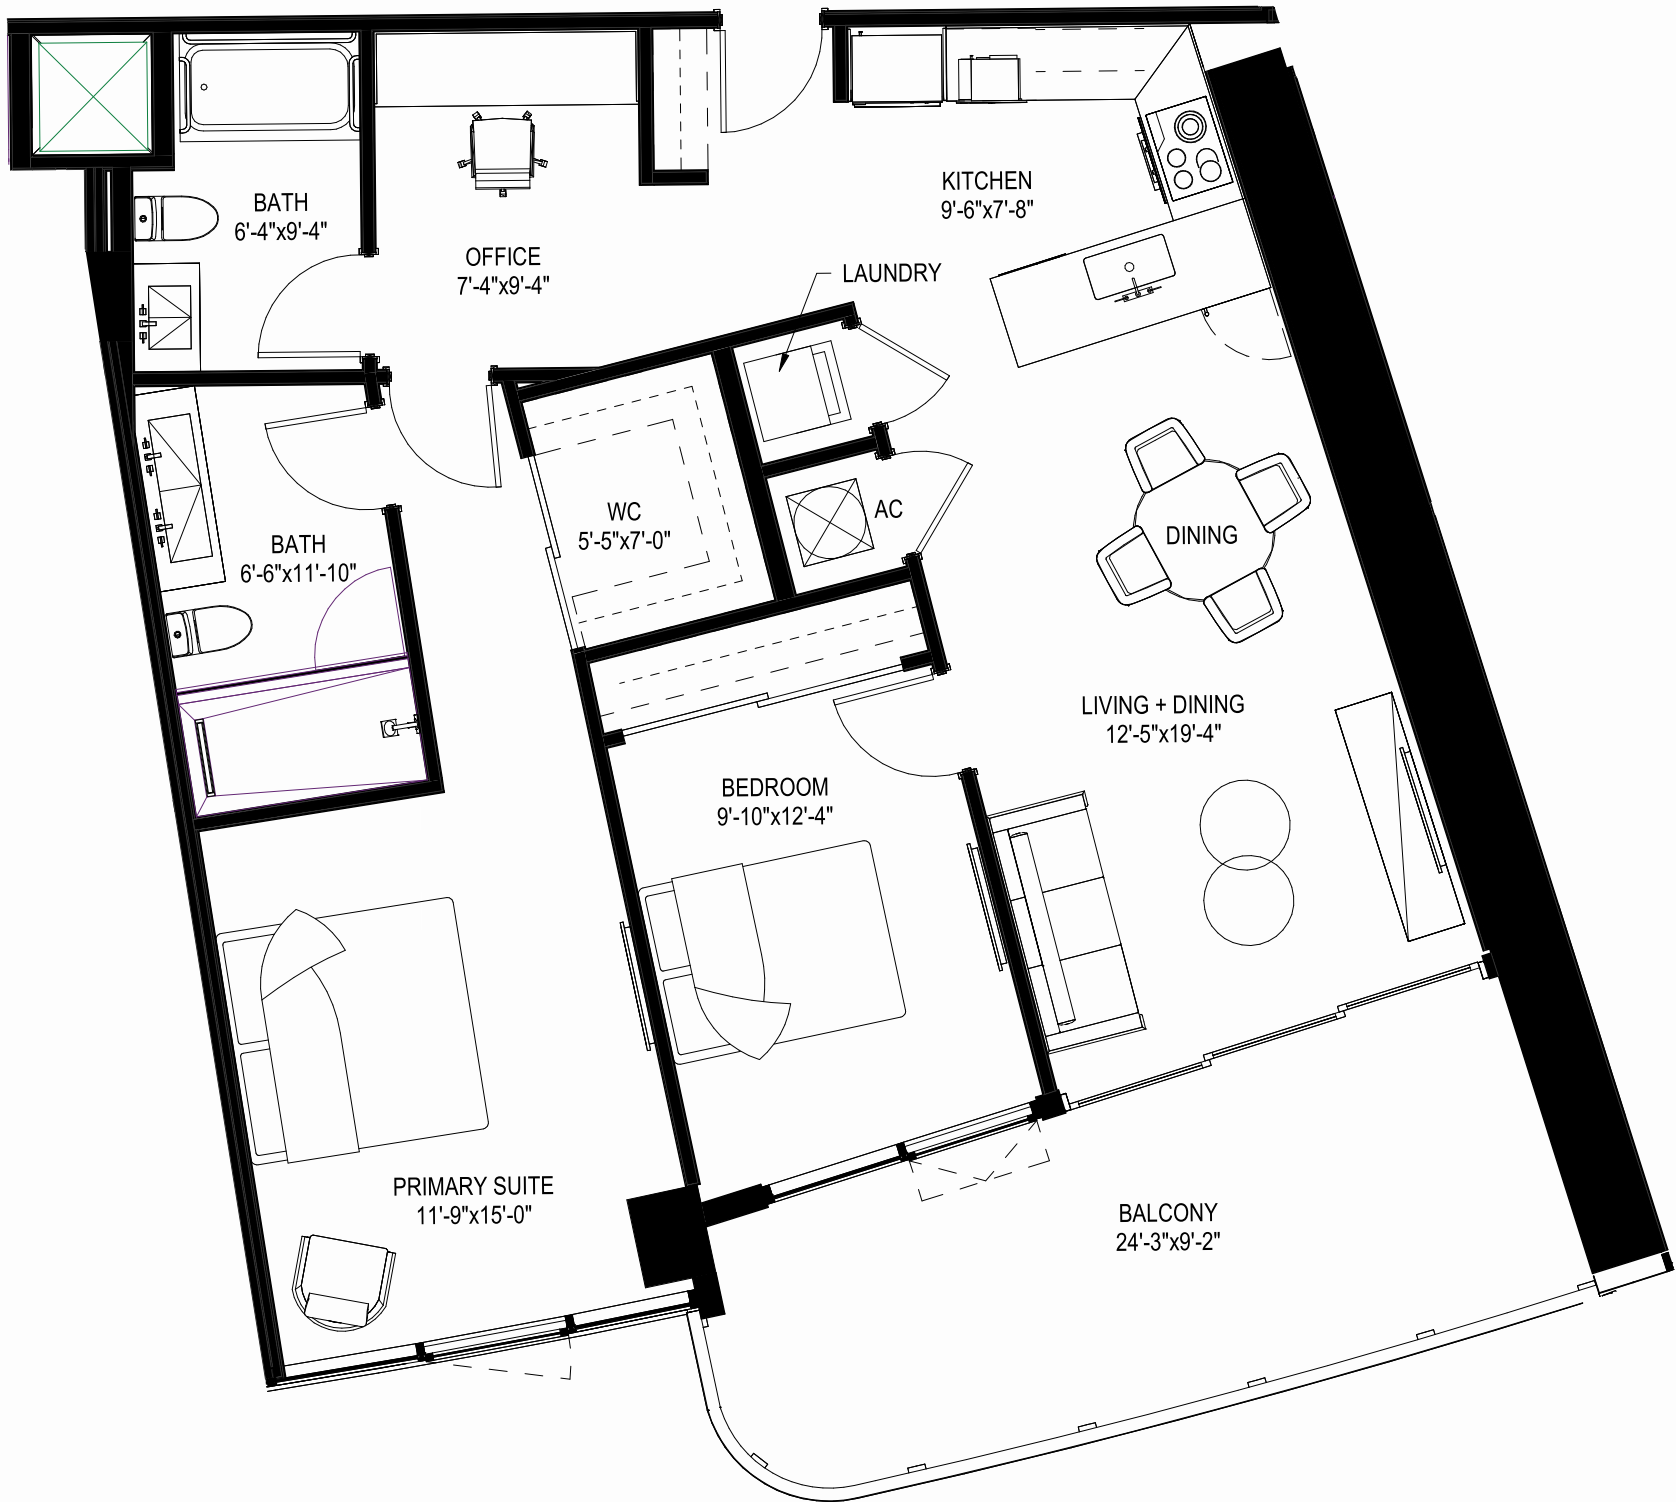 BATH
6'-4"x9'-4"
OFFICE
7'-4"x9'-4"
KITCHEN
9'-6"x7'-8"
LAUNDRY
WC
5'-5"x7'-0"
AC
DINING
BATH
6'-6"x11'-10"
LIVING + DINING
12'-5"x19'-4"
BEDROOM
9'-10"x12'-4"
PRIMARY SUITE
11'-9"x15'-0"
BALCONY
24'-3"x9'-2"